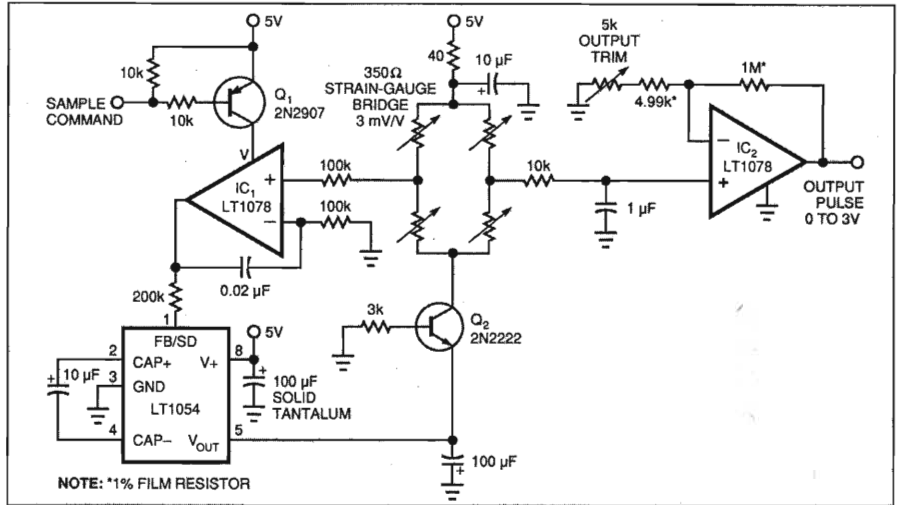 5V
10k
SAMPLE
COMMAND
10k
Q1
2N2907
V
IC1
LT1078
+
−
100k
100k
0.02 µF
200k
5V
40
10 µF
+
350Ω
STRAIN-GAUGE
BRIDGE
3 mV/V
10k
1 µF
5k
OUTPUT
TRIM
4.99k*
1M*
−
+
IC2
LT1078
OUTPUT
PULSE
0 TO 3V
3k
Q2
2N2222
1
FB/SD
2
CAP+
V+
8
5V
+
10 µF
3
GND
LT1054
4
CAP−
VOUT
5
+
100 µF
SOLID
TANTALUM
100 µF
+
NOTE: *1% FILM RESISTOR